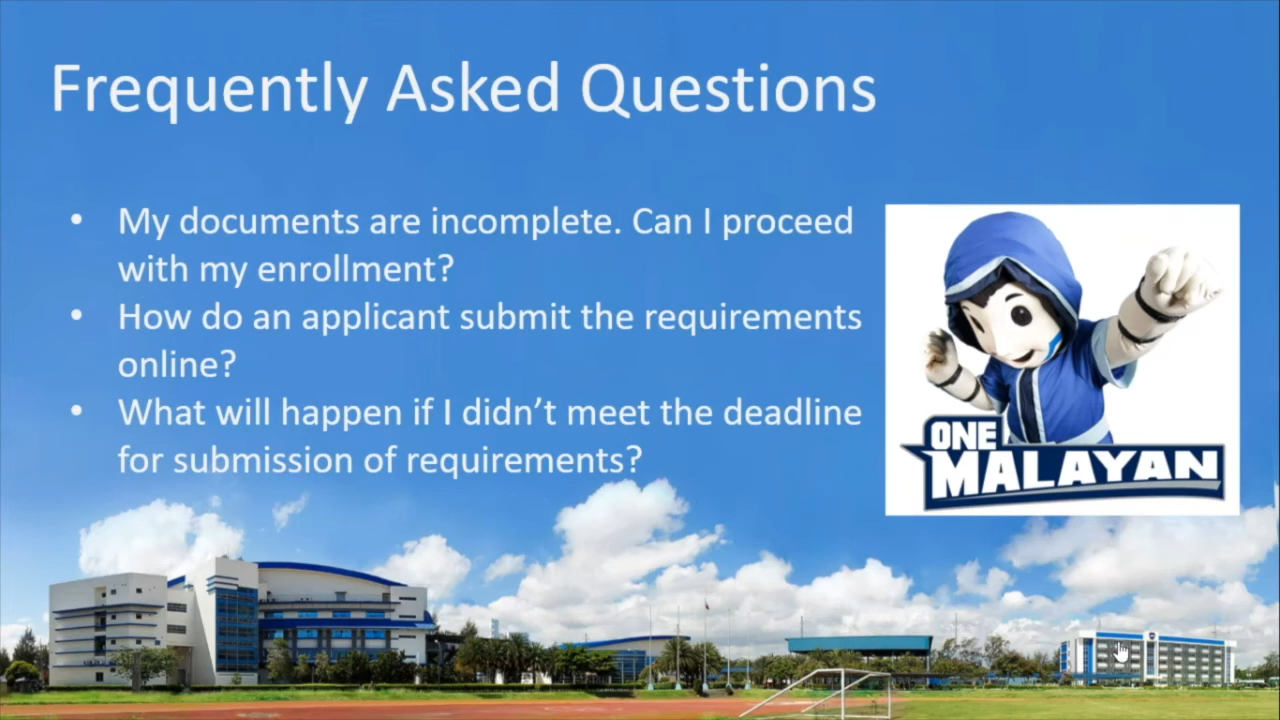 Frequently Asked Questions
• My documents are incomplete. Can I proceed
with my enrollment?
• How do an applicant submit the requirements
online?
• What will happen if I didn’t meet the deadline
for submission of requirements?
ONE
MALAYAN